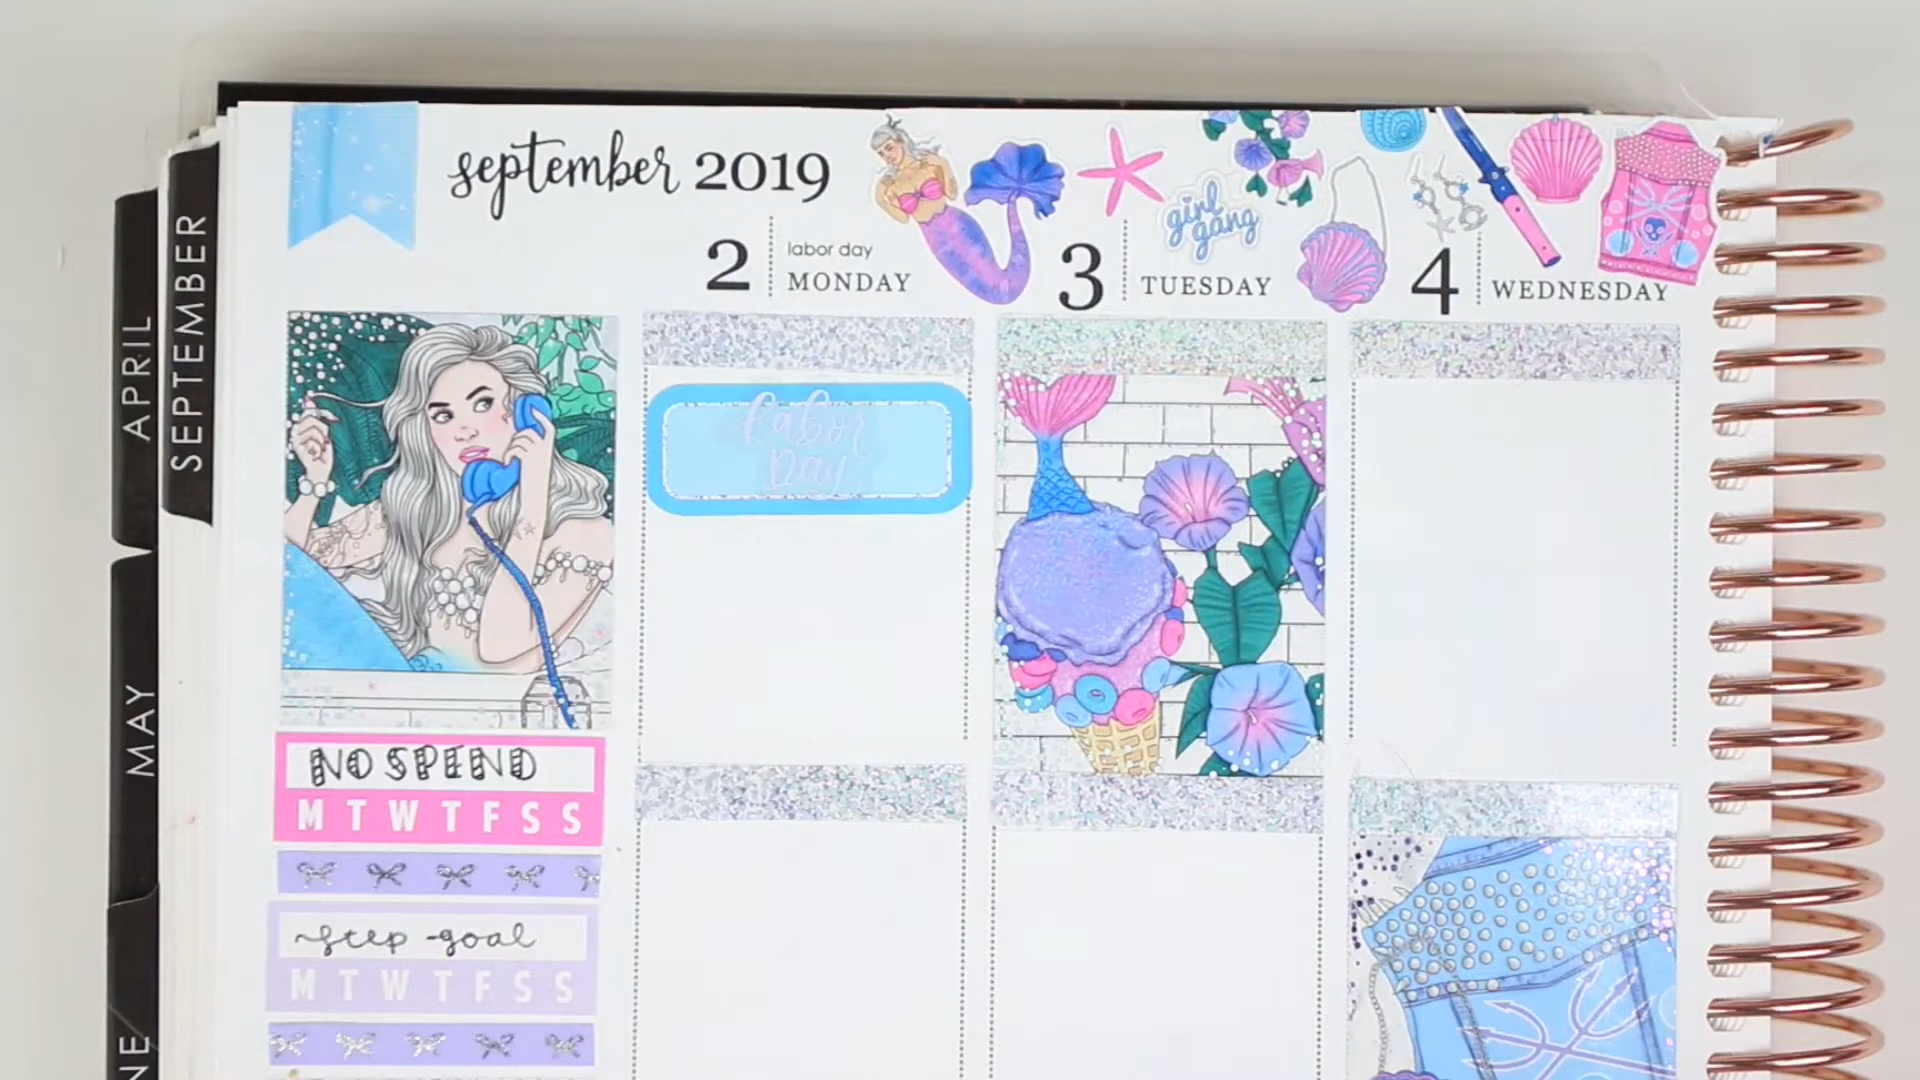 september 2019
girl
gang
2
labor day
MONDAY
3
TUESDAY
4
WEDNESDAY
APRIL
SEPTEMBER
MAY
NE
Labor
Day
NO SPEND
M T W T F S S
step goal
M T W T F S S